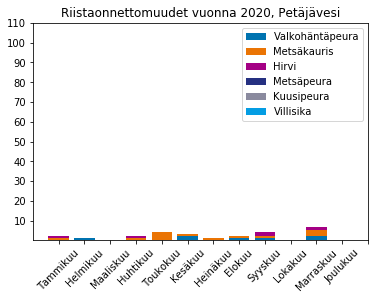 Riistaonnettomuudet vuonna 2020, Petäjävesi
Valkohäntäpeura
Metsäkauris
Hirvi
Metsäpeura
Kuusipeura
Villisika
110
100
90
80
70
60
50
40
30
20
10
Tammikuu
Helmikuu
Maaliskuu
Huhtikuu
Toukokuu
Kesäkuu
Heinäkuu
Elokuu
Syyskuu
Lokakuu
Marraskuu
Joulukuu